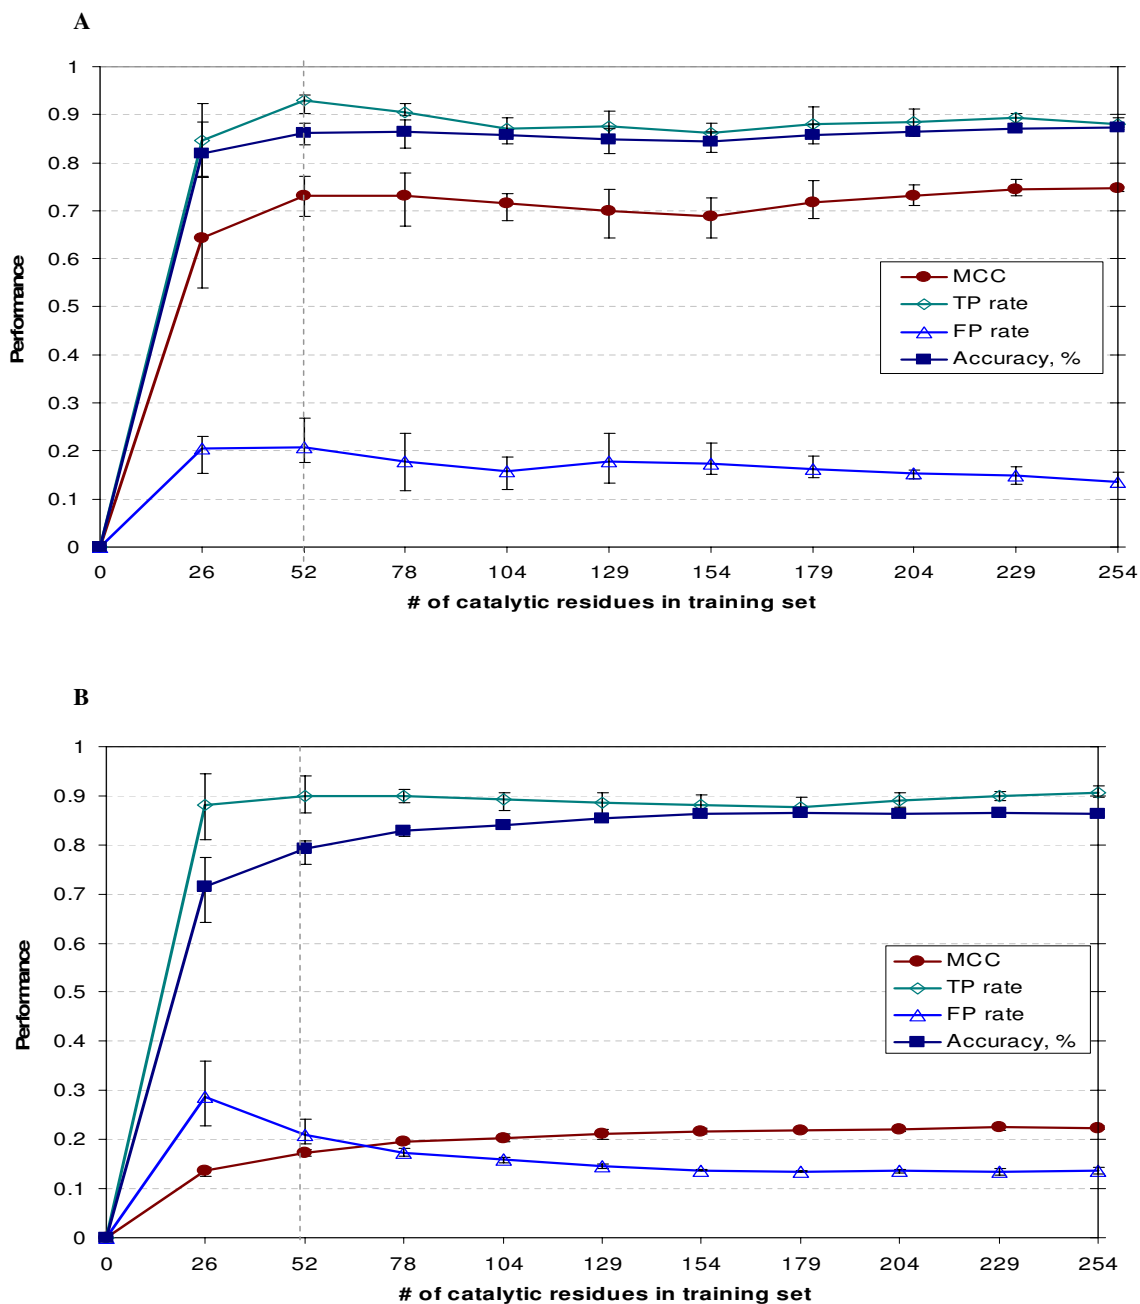 A
1
0.9
0.8
0.7
0.6
0.5
0.4
0.3
0.2
0.1
0
Performance
MCC
TP rate
FP rate
Accuracy, %
0 26 52 78 104 129 154 179 204 229 254
# of catalytic residues in training set
B
1
0.9
0.8
0.7
0.6
0.5
0.4
0.3
0.2
0.1
0
Performance
MCC
TP rate
FP rate
Accuracy, %
0 26 52 78 104 129 154 179 204 229 254
# of catalytic residues in training set